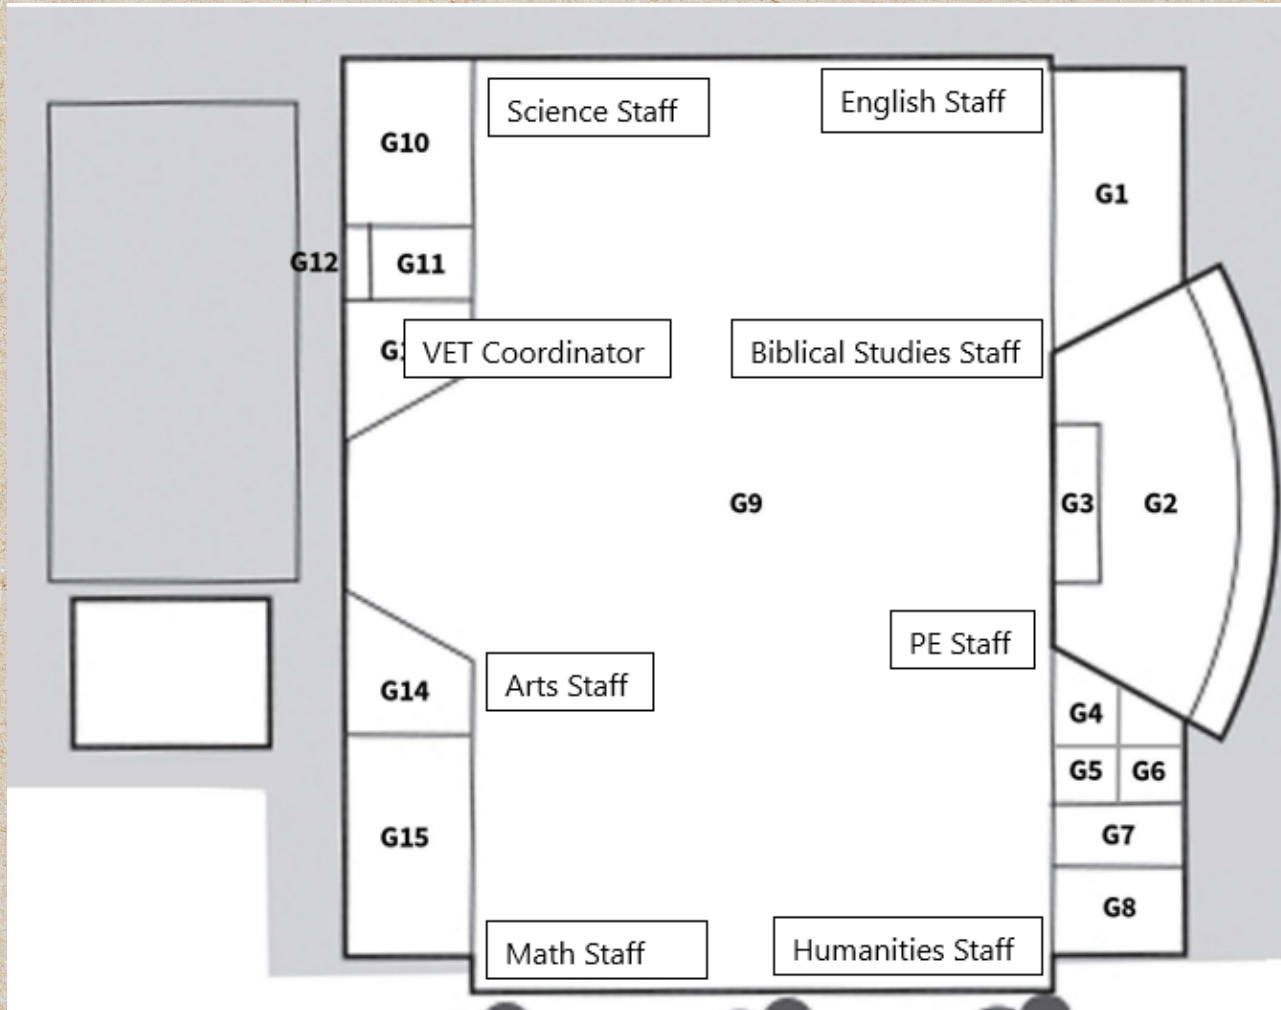 Science Staff
English Staff
G10
G1
G12
G11
VET Coordinator
Biblical Studies Staff
G9
G3
G2
PE Staff
Arts Staff
G14
G4
G5
G6
G15
G7
G8
Math Staff
Humanities Staff